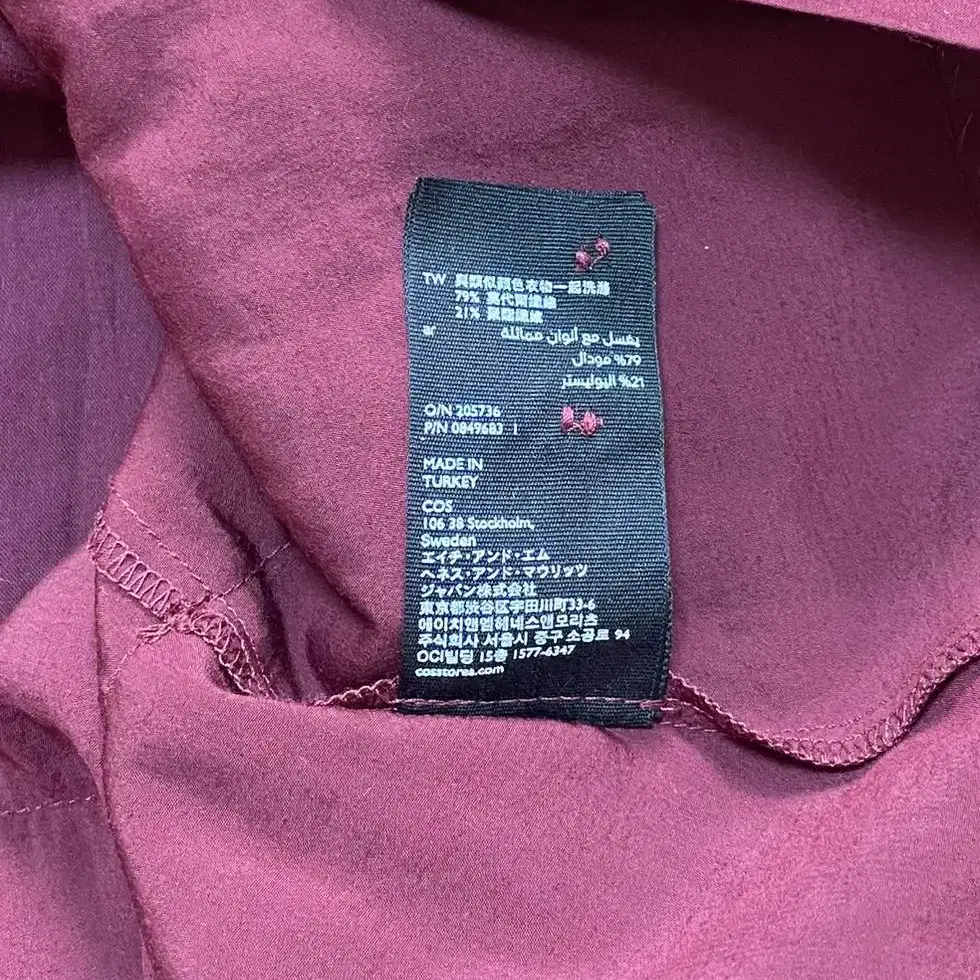 TW 與類似顏色衣物一起洗滌
79% 莫代爾纖維
21% 聚酯纖維
ar يغسل مع ألوان مماثلة
79% مودال
21% البوليستر
O/N 205736
P/N 0849683 1
MADE IN
TURKEY
COS
106 38 Stockholm,
Sweden
エイチ・アンド・エム
ヘネス・アンド・マウリッツ
ジャパン株式会社
東京都渋谷区宇田川町33-6
에이치앤엠헤네스앤모리츠
주식회사 서울시 중구 소공로 94
OCI빌딩 15층 1577-6347
cosstores.com